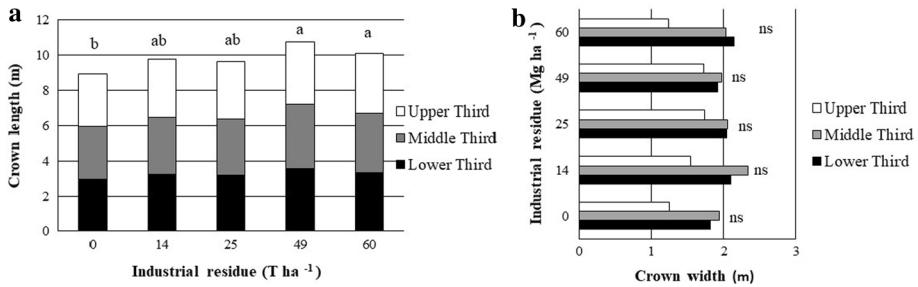 a
12
10
8
6
4
2
0
Crown length (m)
b ab ab a a
0 14 25 49 60
Industrial residue (T ha -1)
Upper Third
Middle Third
Lower Third
b
Industrial residue (Mg ha -1)
60 ns
49 ns
25 ns
14 ns
0 ns
0 1 2 3
Crown width (m)
Upper Third
Middle Third
Lower Third